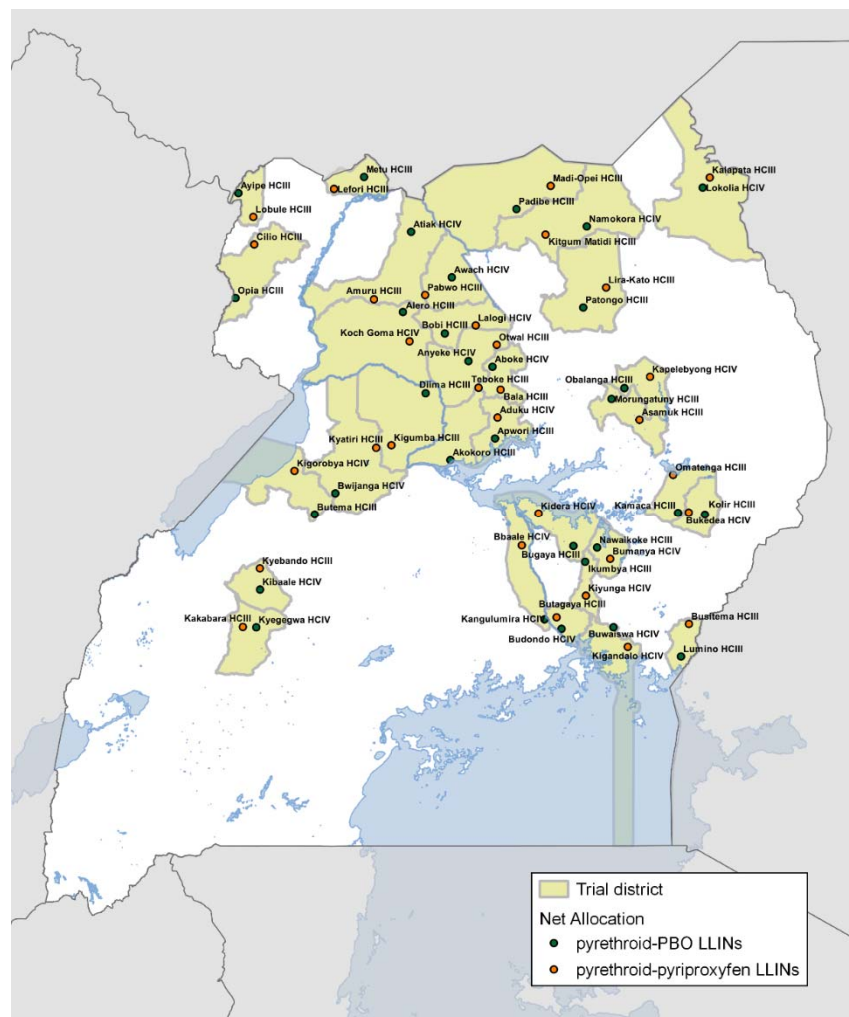 Metu HCIII
Ayipe HCIII
Lefori HCIII
Lobule HCIII
Cilio HCIII
Opia HCIII
Madi-Opei HCIII
Padibe HCIII
Namokora HCIV
Kitgum Matidi HCIII
Kalapata HCIII
Lokolia HCIV
Atiak HCIV
Awach HCIV
Pabwo HCIII
Amuru HCIII
Alero HCIII
Lira-Kato HCIII
Patongo HCIII
Lalogi HCIV
Bobi HCIII
Koch Goma HCIV
Otwal HCIII
Anyeke HCIV
Aboke HCIV
Teboke HCIII
Diima HCIII
Bala HCIII
Aduku HCIV
Apwori HCIII
Kapelebyong HCIV
Obalanga HCIII
Morungatuny HCIII
Asamuk HCIII
Kyatiri HCIII
Kigumba HCIII
Akokoro HCIII
Kigorobya HCIV
Bwijanga HCIV
Butema HCIII
Omatenga HCIII
Kamaca HCIII
Kolir HCIII
Bukedea HCIV
Kidera HCIV
Bbaale HCIV
Nawaikoke HCIII
Bugaya HCIII
Bumanya HCIV
Ikumbya HCIII
Kyebando HCIII
Kibaale HCIV
Kiyunga HCIV
Butagaya HCIII
Kakabara HCIII
Kyegegwa HCIV
Kangulumira HCIV
Busitema HCIII
Budondo HCIV
Buwaiswa HCIV
Kigandalo HCIV
Lumino HCIII
Trial district
Net Allocation
pyrethroid-PBO LLINs
pyrethroid-pyriproxyfen LLINs